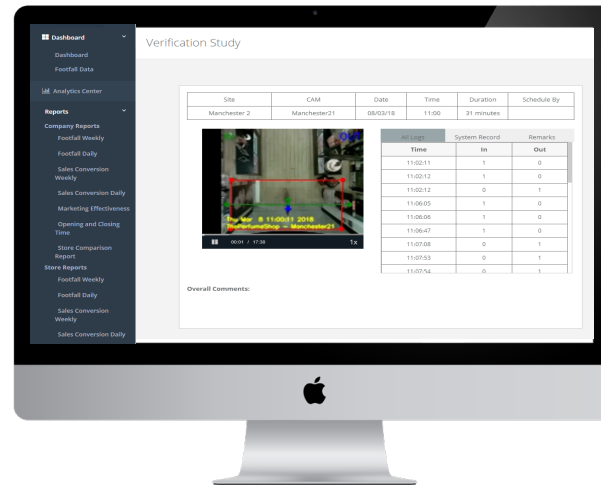 Dashboard
Dashboard
Footfall Data
Analytics Center
Reports
Company Reports
Footfall Weekly
Footfall Daily
Sales Conversion
Weekly
Sales Conversion Daily
Marketing Effectiveness
Opening and Closing
Time
Store Comparison
Report
Store Reports
Footfall Weekly
Footfall Daily
Sales Conversion
Weekly
Sales Conversion Daily
Verification Study
Site CAM Date Time Duration Schedule By
Manchester 2 Manchester21 08/03/18 11:00 31 minutes
Thu Mar 8 11:00:11 2018
ThePerfumeShop - Manchester21
00:01 / 17:38 1x
All Logs System Record Remarks
Time In Out
11:02:11 1 0
11:02:12 1 0
11:02:12 0 1
11:06:05 1 0
11:06:06 1 0
11:06:47 1 0
11:07:08 0 1
11:07:53 0 1
11:07:54 0 1
Overall Comments: